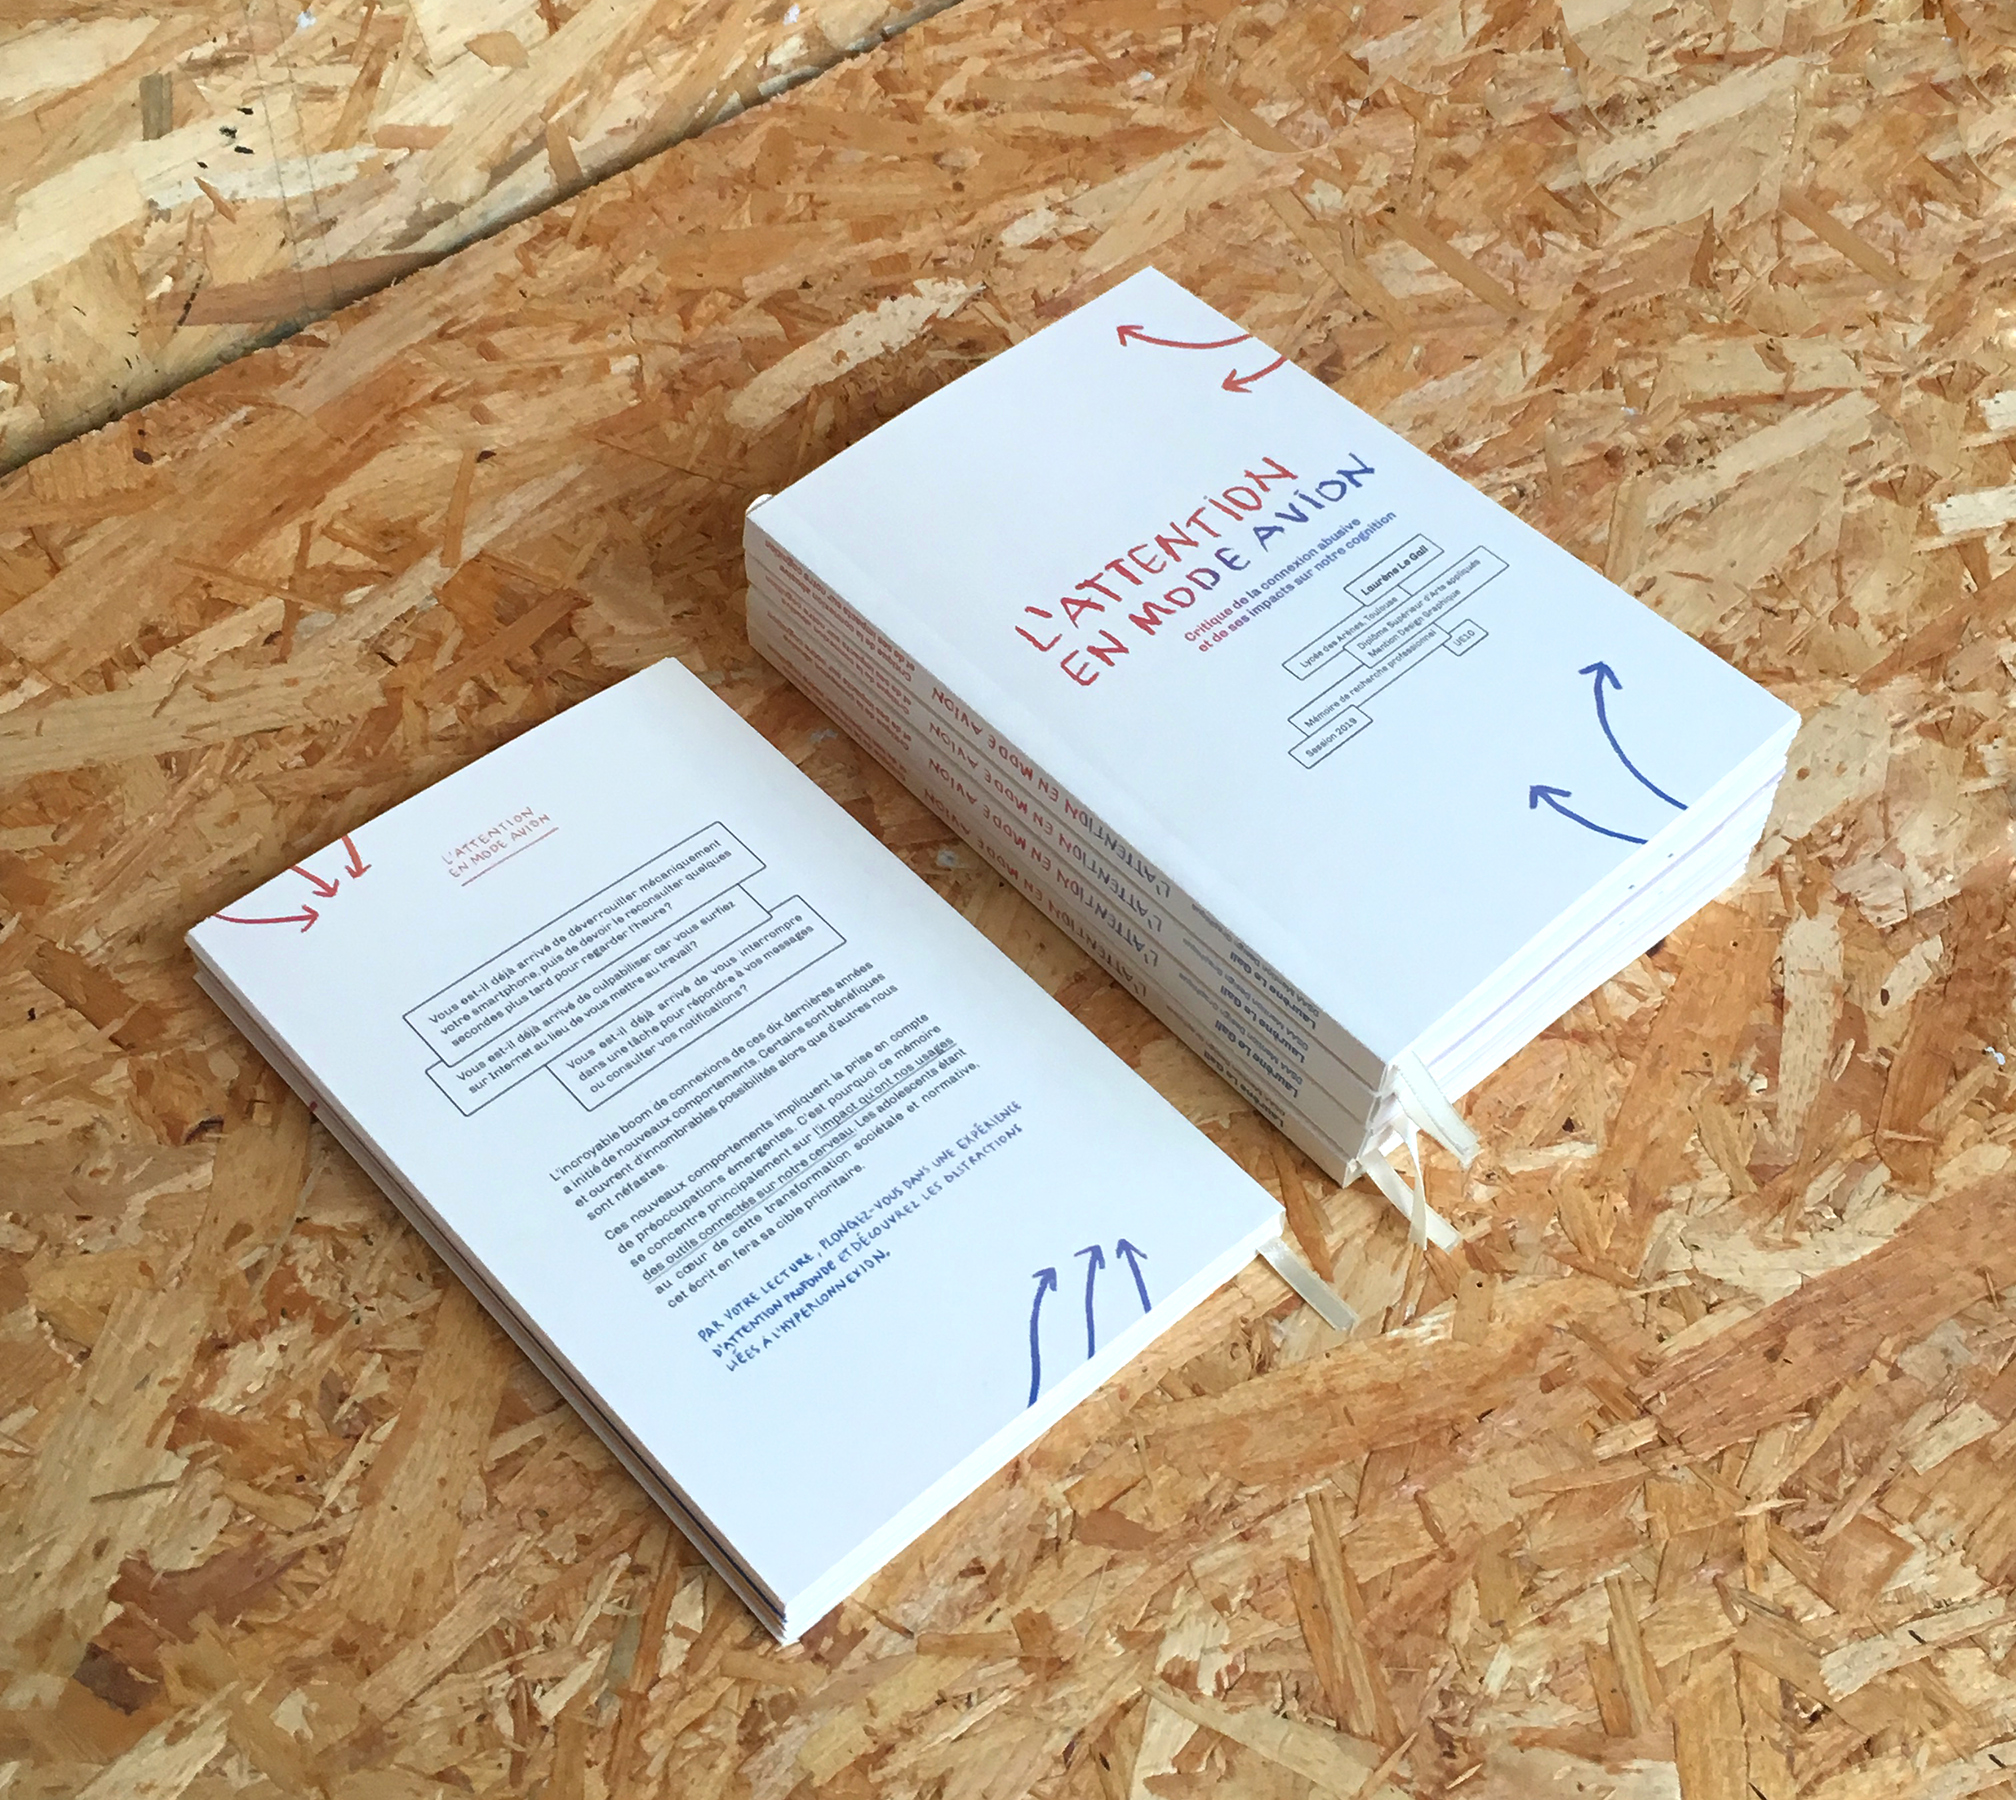 L'ATTENTION
EN MODE AVION
Critique de la connexion abusive
et de ses impacts sur notre cognition
Laurène Le Gall
Lycée des Arènes, Toulouse
Diplôme Supérieur d'Arts appliqués
Mention Design Graphique
Mémoire de recherche professionnel
UE10
Session 2019
L'ATTENTION EN MODE AVION
Laurène Le Gall
L'ATTENTION EN MODE AVION
Laurène Le Gall
L'ATTENTION EN MODE AVION
Laurène Le Gall
L'ATTENTION EN MODE AVION
Laurène Le Gall
L'ATTENTION
EN MODE AVION
Vous est-il déjà arrivé de déverrouiller mécaniquement
votre smartphone, puis de devoir le reconsulter quelques
secondes plus tard pour regarder l'heure?
Vous est-il déjà arrivé de culpabiliser car vous surfiez
sur Internet au lieu de vous mettre au travail?
Vous est-il déjà arrivé de vous interrompre
dans une tâche pour répondre à vos messages
ou consulter vos notifications?
L'incroyable boom de connexions de ces dix dernières années
a initié de nouveaux comportements. Certains sont bénéfiques
et ouvrent d'innombrables possibilités alors que d'autres nous
sont néfastes.
Ces nouveaux comportements impliquent la prise en compte
de préoccupations émergentes. C'est pourquoi ce mémoire
se concentre principalement sur l'impact qu'ont nos usages
des outils connectés sur notre cerveau. Les adolescents étant
au cœur de cette transformation sociétale et normative,
cet écrit en fera sa cible prioritaire.
PAR VOTRE LECTURE, PLONGEZ-VOUS DANS UNE EXPÉRIENCE
D'ATTENTION PROFONDE ET DÉCOUVREZ LES DISTRACTIONS
LIÉES À L'HYPERCONNEXION.